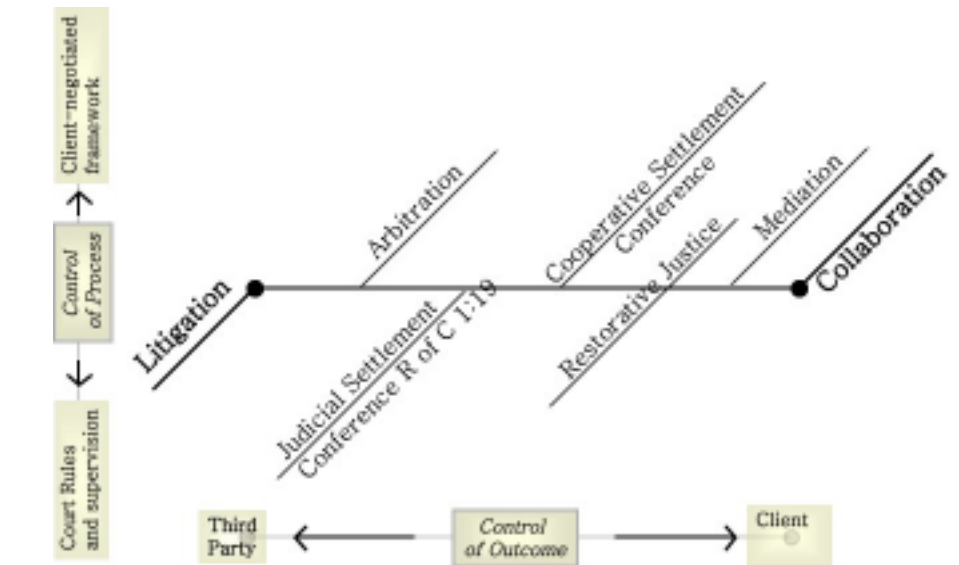 Client-negotiated
framework
Control
of Process
Court Rules
and supervision
Litigation
Arbitration
Judicial Settlement
Conference R of C 1:19
Cooperative Settlement
Conference
Restorative Justice
Mediation
Collaboration
Third
Party
Control
of Outcome
Client